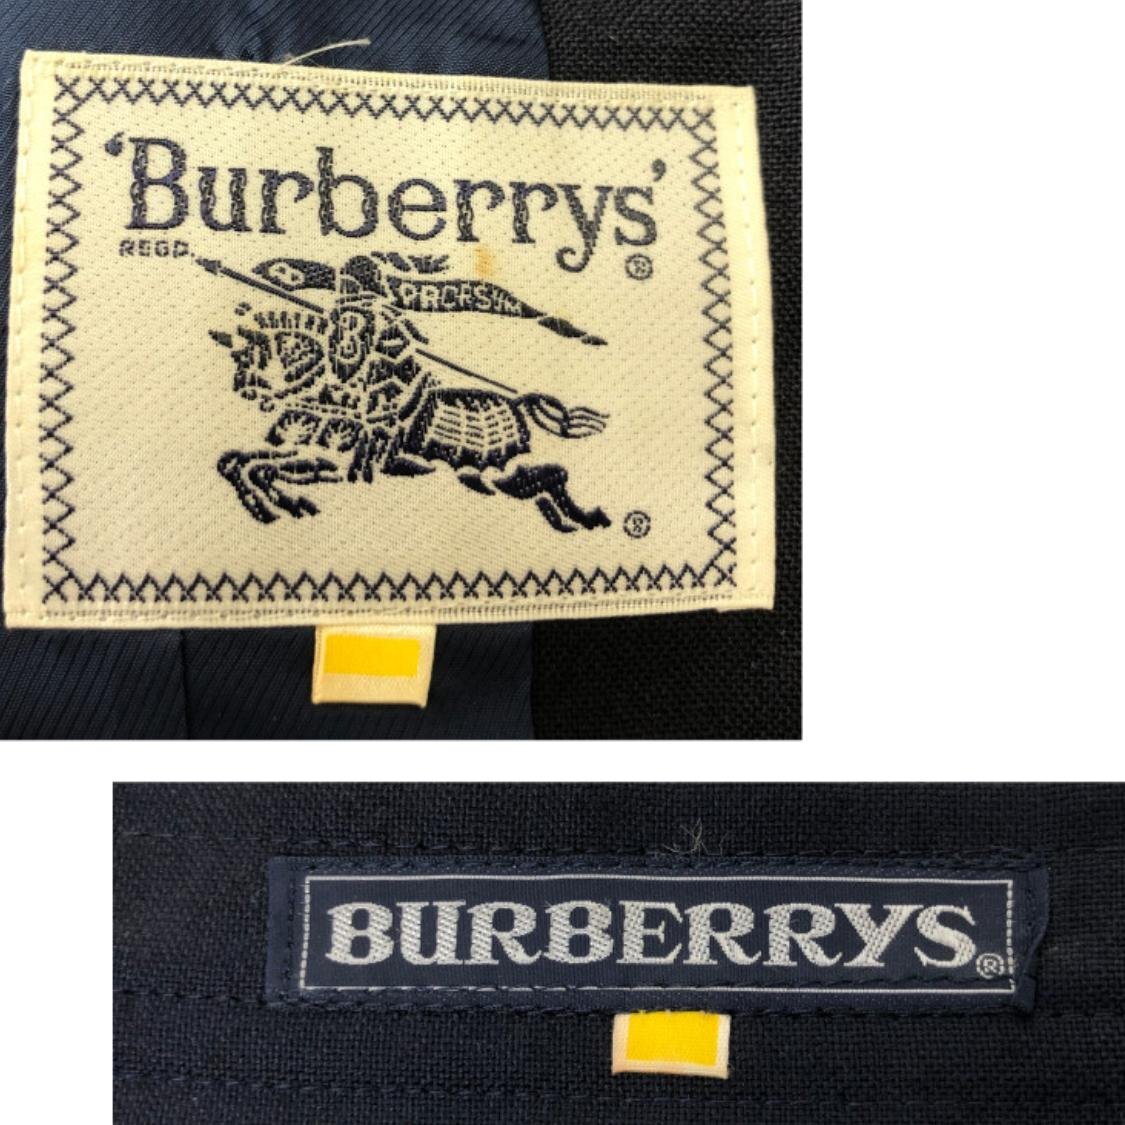 'Burberrys'
REGD.
®
PRORSUM
B
®
BURBERRYS®